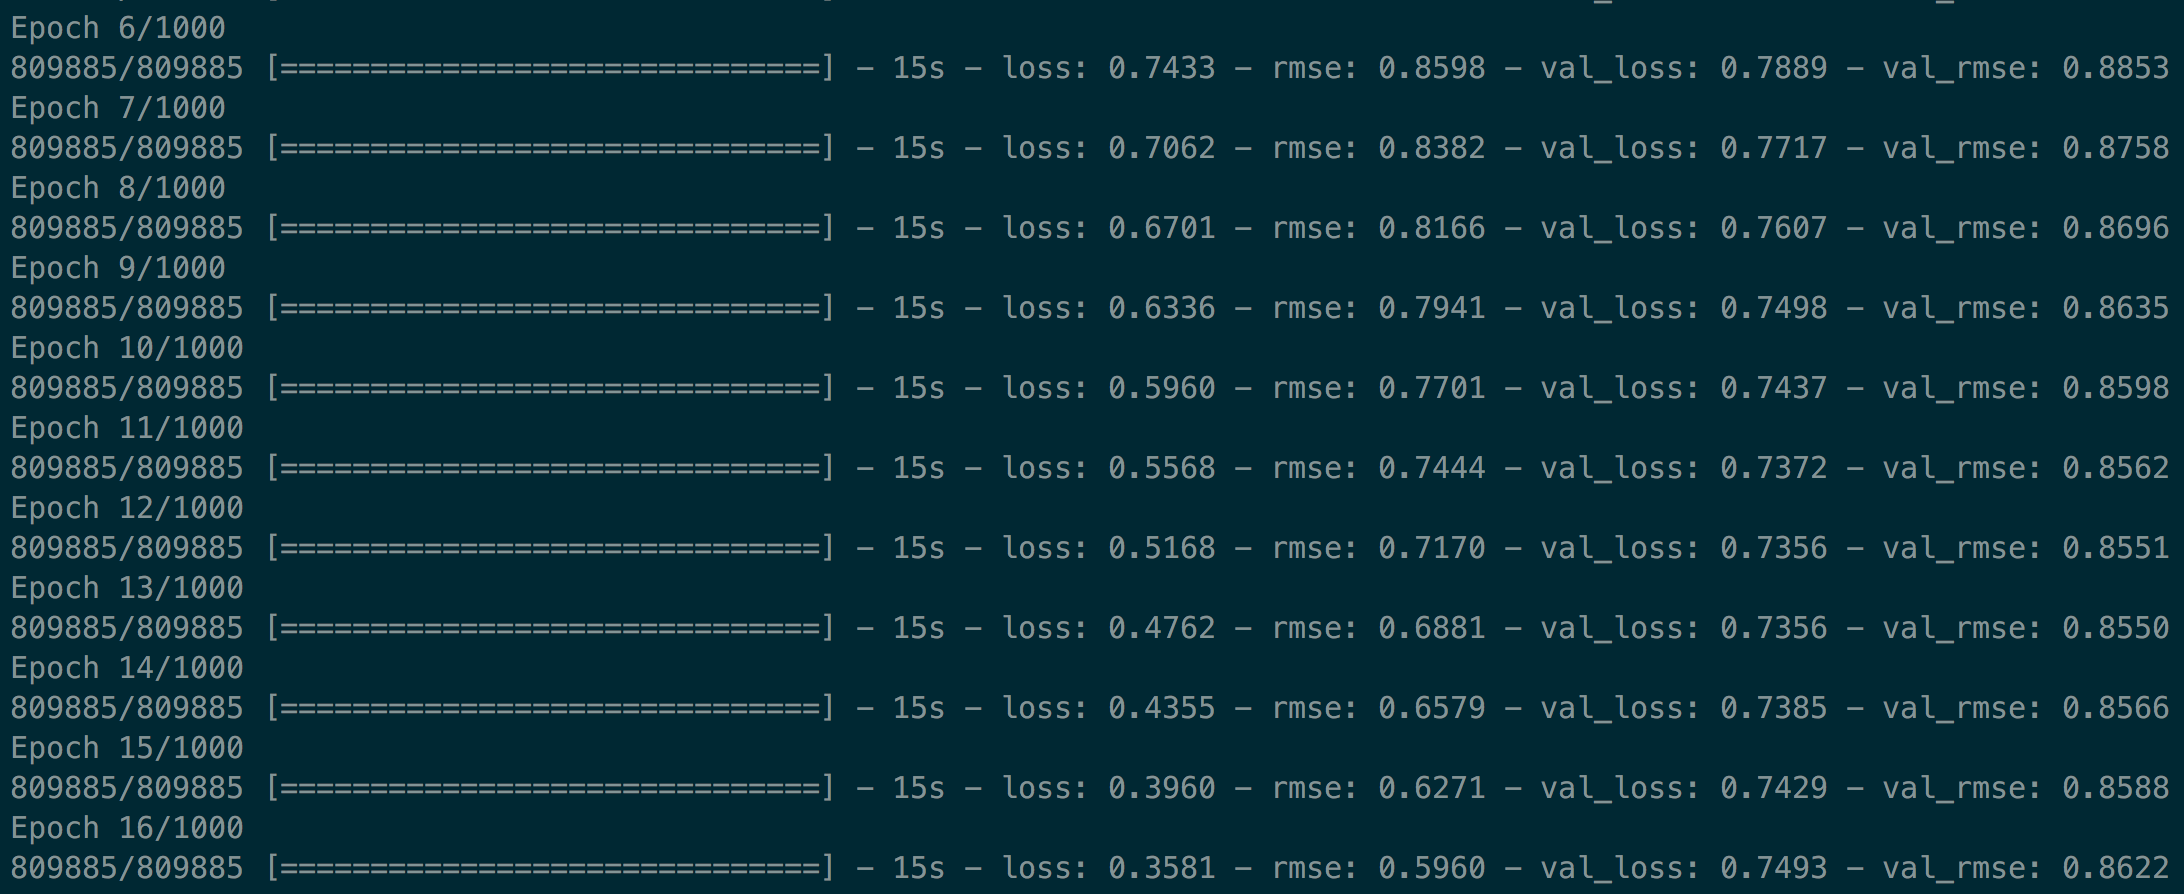 Epoch 6/1000
809885/809885 [==============================] - 15s - loss: 0.7433 - rmse: 0.8598 - val_loss: 0.7889 - val_rmse: 0.8853
Epoch 7/1000
809885/809885 [==============================] - 15s - loss: 0.7062 - rmse: 0.8382 - val_loss: 0.7717 - val_rmse: 0.8758
Epoch 8/1000
809885/809885 [==============================] - 15s - loss: 0.6701 - rmse: 0.8166 - val_loss: 0.7607 - val_rmse: 0.8696
Epoch 9/1000
809885/809885 [==============================] - 15s - loss: 0.6336 - rmse: 0.7941 - val_loss: 0.7498 - val_rmse: 0.8635
Epoch 10/1000
809885/809885 [==============================] - 15s - loss: 0.5960 - rmse: 0.7701 - val_loss: 0.7437 - val_rmse: 0.8598
Epoch 11/1000
809885/809885 [==============================] - 15s - loss: 0.5568 - rmse: 0.7444 - val_loss: 0.7372 - val_rmse: 0.8562
Epoch 12/1000
809885/809885 [==============================] - 15s - loss: 0.5168 - rmse: 0.7170 - val_loss: 0.7356 - val_rmse: 0.8551
Epoch 13/1000
809885/809885 [==============================] - 15s - loss: 0.4762 - rmse: 0.6881 - val_loss: 0.7356 - val_rmse: 0.8550
Epoch 14/1000
809885/809885 [==============================] - 15s - loss: 0.4355 - rmse: 0.6579 - val_loss: 0.7385 - val_rmse: 0.8566
Epoch 15/1000
809885/809885 [==============================] - 15s - loss: 0.3960 - rmse: 0.6271 - val_loss: 0.7429 - val_rmse: 0.8588
Epoch 16/1000
809885/809885 [==============================] - 15s - loss: 0.3581 - rmse: 0.5960 - val_loss: 0.7493 - val_rmse: 0.8622